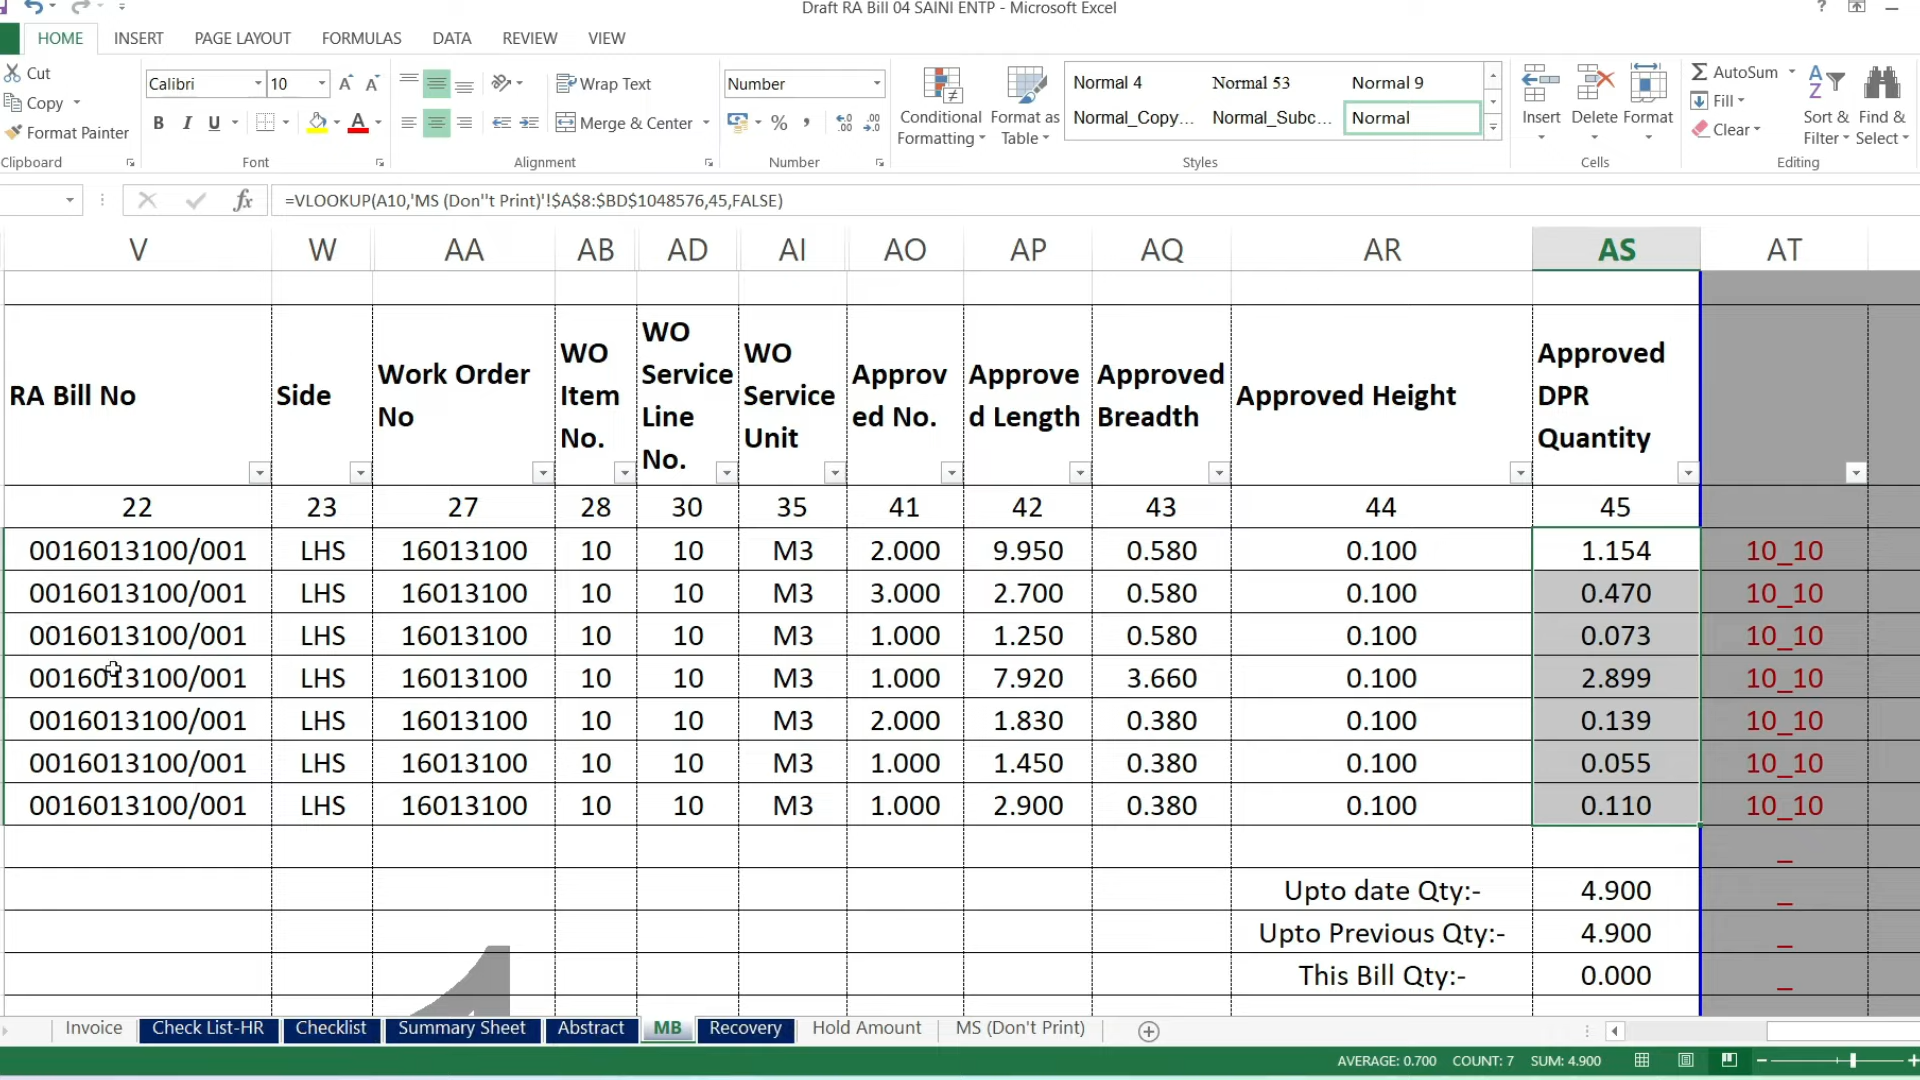 Draft RA Bill 04 SAINI ENTP - Microsoft Excel
?
HOME INSERT PAGE LAYOUT FORMULAS DATA REVIEW VIEW
Cut
Copy
Format Painter
Clipboard
Calibri 10
B I U A
Font
Wrap Text
Merge & Center
Alignment
Number
%
Number
Conditional Formatting
Format as Table
Normal 4 Normal 53 Normal 9
Normal_Copy... Normal_Subc... Normal
Styles
Insert Delete Format
Cells
AutoSum
Fill
Clear
Sort & Filter
Find & Select
Editing
fx =VLOOKUP(A10,'MS (Don''t Print)'!$A$8:$BD$1048576,45,FALSE)
V W AA AB AD AI AO AP AQ AR AS AT
RA Bill No
Side
Work Order No
WO Item No.
WO Service Line No.
WO Service Unit
Approved No.
Approved Length
Approved Breadth
Approved Height
Approved DPR Quantity
22 23 27 28 30 35 41 42 43 44 45
0016013100/001 LHS 16013100 10 10 M3 2.000 9.950 0.580 0.100 1.154 10_10
0016013100/001 LHS 16013100 10 10 M3 3.000 2.700 0.580 0.100 0.470 10_10
0016013100/001 LHS 16013100 10 10 M3 1.000 1.250 0.580 0.100 0.073 10_10
0016013100/001 LHS 16013100 10 10 M3 1.000 7.920 3.660 0.100 2.899 10_10
0016013100/001 LHS 16013100 10 10 M3 2.000 1.830 0.380 0.100 0.139 10_10
0016013100/001 LHS 16013100 10 10 M3 1.000 1.450 0.380 0.100 0.055 10_10
0016013100/001 LHS 16013100 10 10 M3 1.000 2.900 0.380 0.100 0.110 10_10
_
Upto date Qty:- 4.900 _
Upto Previous Qty:- 4.900 _
This Bill Qty:- 0.000 _
Invoice Check List-HR Checklist Summary Sheet Abstract MB Recovery Hold Amount MS (Don't Print)
AVERAGE: 0.700 COUNT: 7 SUM: 4.900